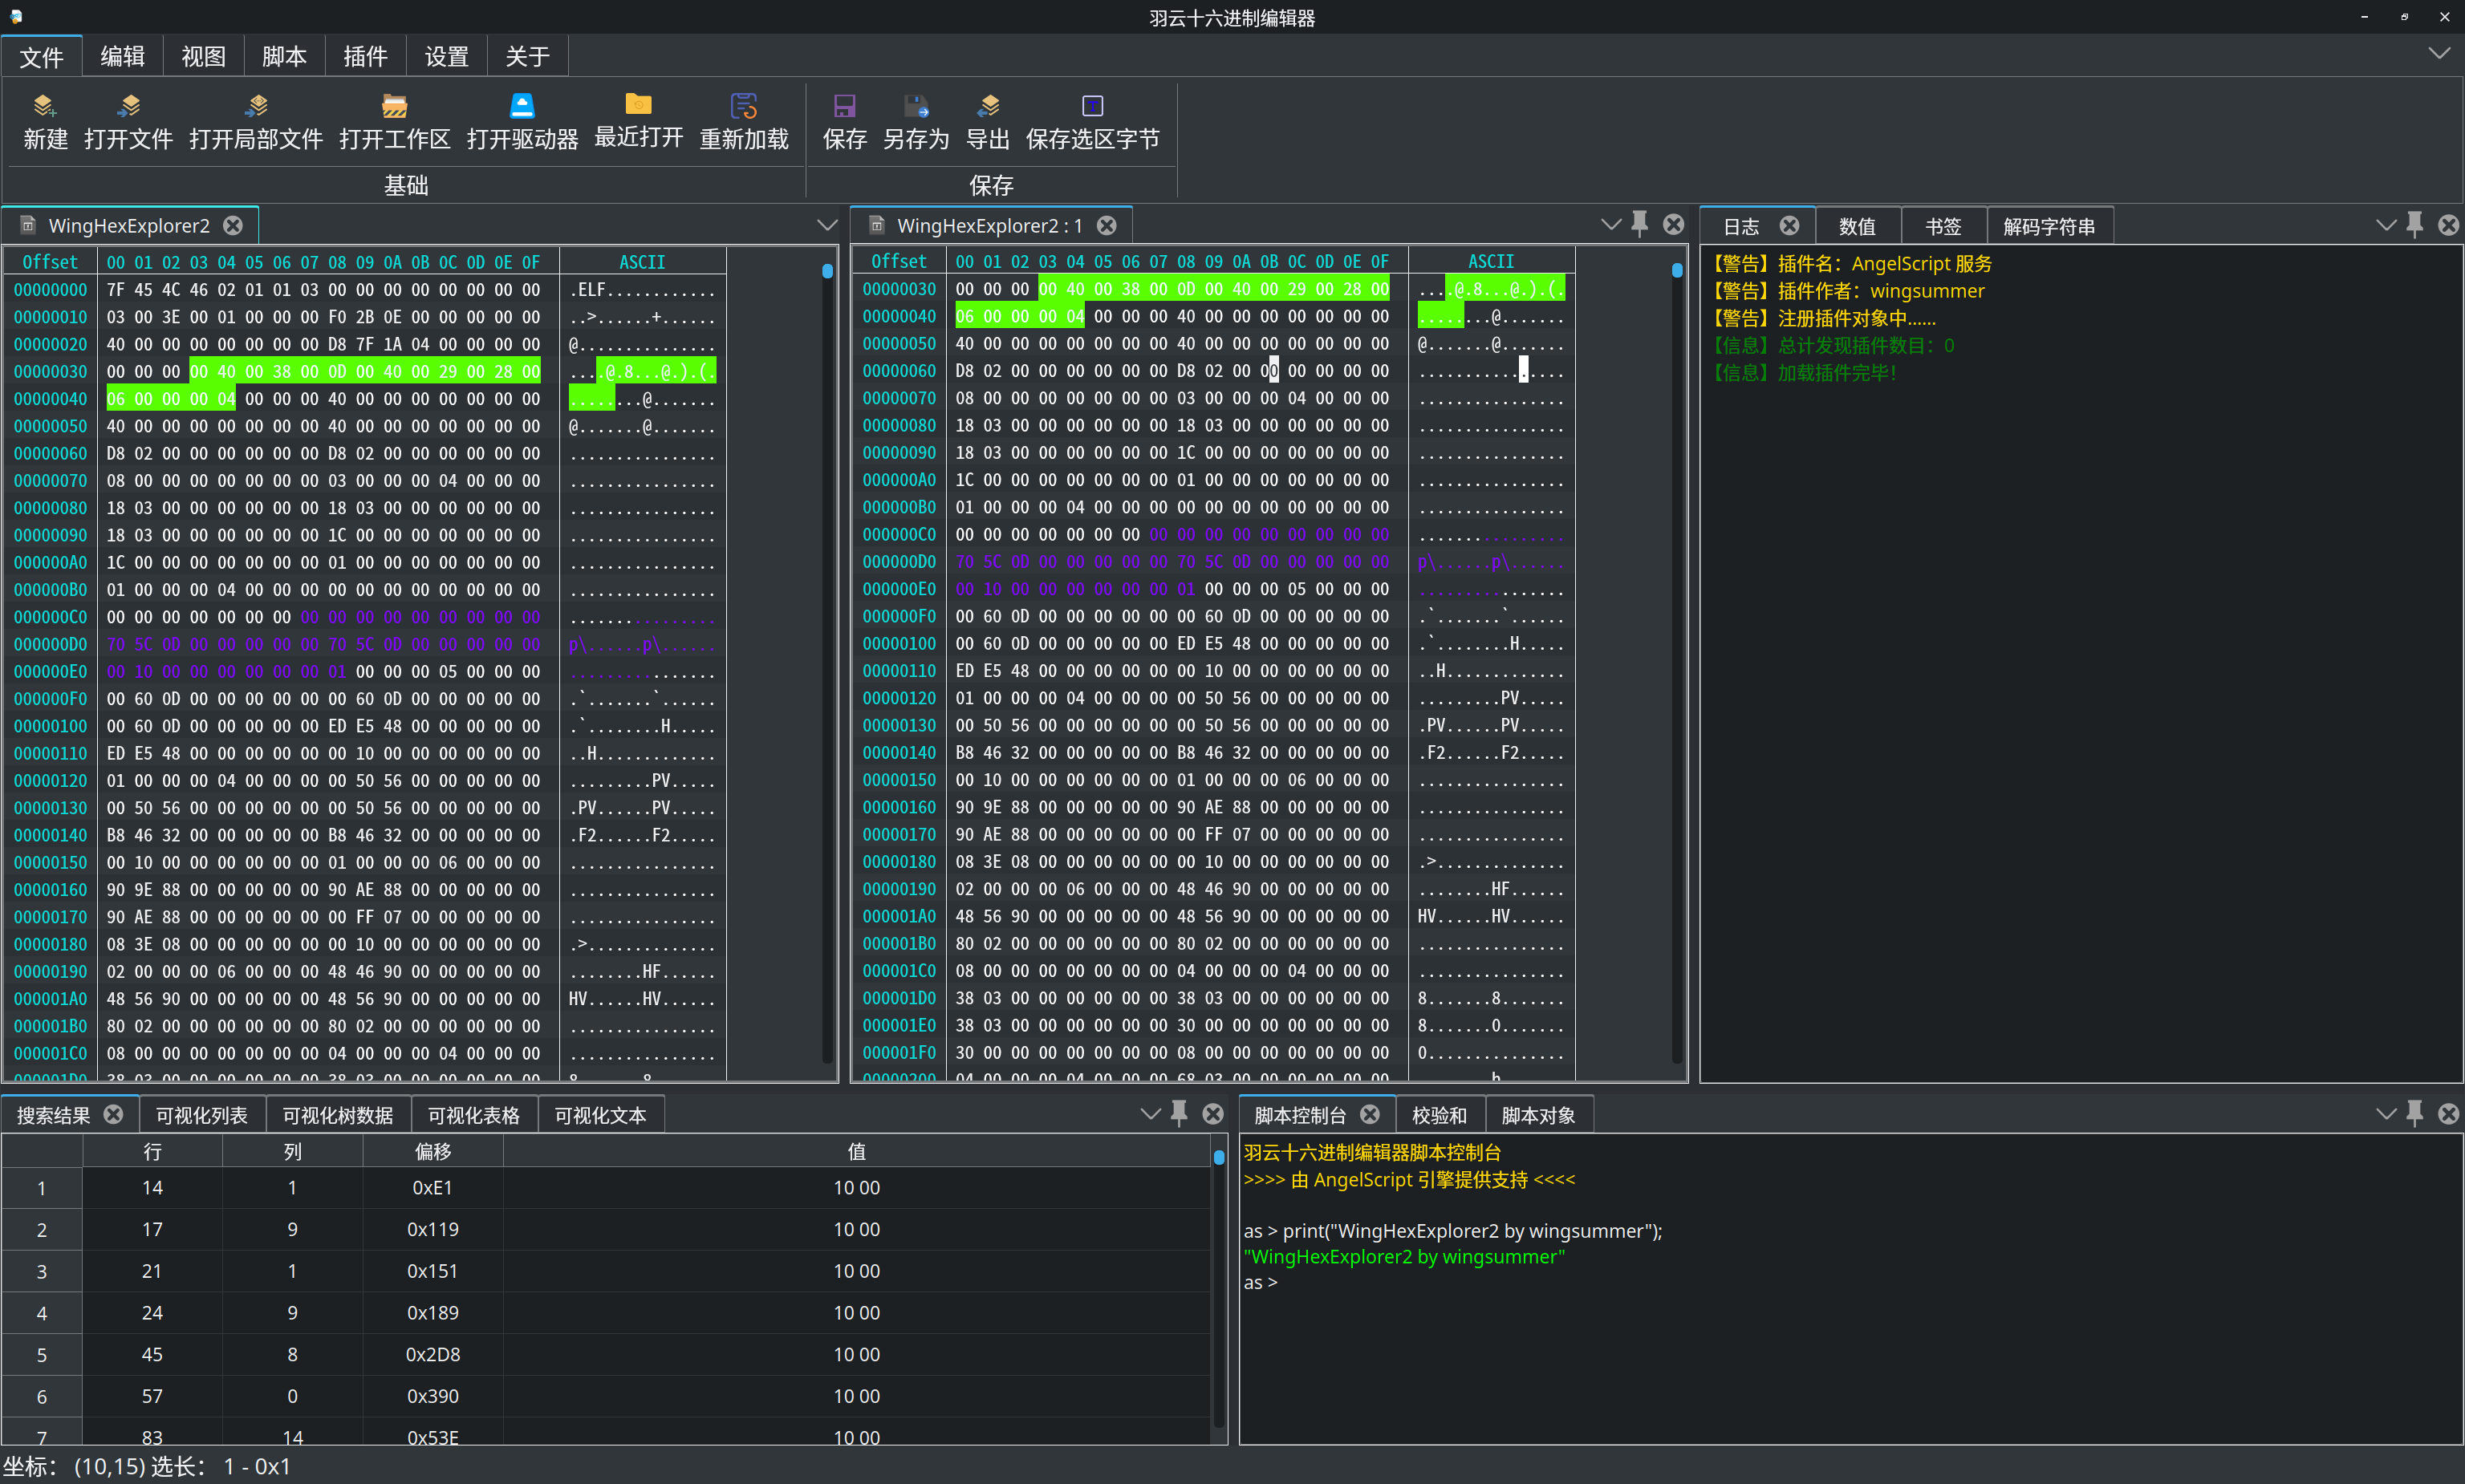 羽云十六进制编辑器
文件 编辑 视图 脚本 插件 设置 关于
新建 打开文件 打开局部文件 打开工作区 打开驱动器 最近打开 重新加载 保存 另存为 导出 保存选区字节
基础 保存
WingHexExplorer2
Offset 00 01 02 03 04 05 06 07 08 09 0A 0B 0C 0D 0E 0F ASCII
00000000 7F 45 4C 46 02 01 01 03 00 00 00 00 00 00 00 00 .ELF............
00000010 03 00 3E 00 01 00 00 00 F0 2B 0E 00 00 00 00 00 ..>......+......
00000020 40 00 00 00 00 00 00 00 D8 7F 1A 04 00 00 00 00 @...............
00000030 00 00 00 00 40 00 38 00 0D 00 40 00 29 00 28 00 ....@.8...@.).(.
00000040 06 00 00 00 04 00 00 00 40 00 00 00 00 00 00 00 ........@.......
00000050 40 00 00 00 00 00 00 00 40 00 00 00 00 00 00 00 @.......@.......
00000060 D8 02 00 00 00 00 00 00 D8 02 00 00 00 00 00 00 ................
00000070 08 00 00 00 00 00 00 00 03 00 00 00 04 00 00 00 ................
00000080 18 03 00 00 00 00 00 00 18 03 00 00 00 00 00 00 ................
00000090 18 03 00 00 00 00 00 00 1C 00 00 00 00 00 00 00 ................
000000A0 1C 00 00 00 00 00 00 00 01 00 00 00 00 00 00 00 ................
000000B0 01 00 00 00 04 00 00 00 00 00 00 00 00 00 00 00 ................
000000C0 00 00 00 00 00 00 00 00 00 00 00 00 00 00 00 00 ................
000000D0 70 5C 0D 00 00 00 00 00 70 5C 0D 00 00 00 00 00 p\......p\......
000000E0 00 10 00 00 00 00 00 00 01 00 00 00 05 00 00 00 ................
000000F0 00 60 0D 00 00 00 00 00 00 60 0D 00 00 00 00 00 .`.......`......
00000100 00 60 0D 00 00 00 00 00 ED E5 48 00 00 00 00 00 .`........H.....
00000110 ED E5 48 00 00 00 00 00 00 10 00 00 00 00 00 00 ..H.............
00000120 01 00 00 00 04 00 00 00 00 50 56 00 00 00 00 00 .........PV.....
00000130 00 50 56 00 00 00 00 00 00 50 56 00 00 00 00 00 .PV......PV.....
00000140 B8 46 32 00 00 00 00 00 B8 46 32 00 00 00 00 00 .F2......F2.....
00000150 00 10 00 00 00 00 00 00 01 00 00 00 06 00 00 00 ................
00000160 90 9E 88 00 00 00 00 00 90 AE 88 00 00 00 00 00 ................
00000170 90 AE 88 00 00 00 00 00 00 FF 07 00 00 00 00 00 ................
00000180 08 3E 08 00 00 00 00 00 00 10 00 00 00 00 00 00 .>..............
00000190 02 00 00 00 06 00 00 00 48 46 90 00 00 00 00 00 ........HF......
000001A0 48 56 90 00 00 00 00 00 48 56 90 00 00 00 00 00 HV......HV......
000001B0 80 02 00 00 00 00 00 00 80 02 00 00 00 00 00 00 ................
000001C0 08 00 00 00 00 00 00 00 04 00 00 00 04 00 00 00 ................
000001D0 38 03 00 00 00 00 00 00 38 03 00 00 00 00 00 00 8.......8.......
WingHexExplorer2 : 1
Offset 00 01 02 03 04 05 06 07 08 09 0A 0B 0C 0D 0E 0F ASCII
00000030 00 00 00 00 40 00 38 00 0D 00 40 00 29 00 28 00 ....@.8...@.).(.
00000040 06 00 00 00 04 00 00 00 40 00 00 00 00 00 00 00 ........@.......
00000050 40 00 00 00 00 00 00 00 40 00 00 00 00 00 00 00 @.......@.......
00000060 D8 02 00 00 00 00 00 00 D8 02 00 00 00 00 00 00 ................
00000070 08 00 00 00 00 00 00 00 03 00 00 00 04 00 00 00 ................
00000080 18 03 00 00 00 00 00 00 18 03 00 00 00 00 00 00 ................
00000090 18 03 00 00 00 00 00 00 1C 00 00 00 00 00 00 00 ................
000000A0 1C 00 00 00 00 00 00 00 01 00 00 00 00 00 00 00 ................
000000B0 01 00 00 00 04 00 00 00 00 00 00 00 00 00 00 00 ................
000000C0 00 00 00 00 00 00 00 00 00 00 00 00 00 00 00 00 ................
000000D0 70 5C 0D 00 00 00 00 00 70 5C 0D 00 00 00 00 00 p\......p\......
000000E0 00 10 00 00 00 00 00 00 01 00 00 00 05 00 00 00 ................
000000F0 00 60 0D 00 00 00 00 00 00 60 0D 00 00 00 00 00 .`.......`......
00000100 00 60 0D 00 00 00 00 00 ED E5 48 00 00 00 00 00 .`........H.....
00000110 ED E5 48 00 00 00 00 00 00 10 00 00 00 00 00 00 ..H.............
00000120 01 00 00 00 04 00 00 00 00 50 56 00 00 00 00 00 .........PV.....
00000130 00 50 56 00 00 00 00 00 00 50 56 00 00 00 00 00 .PV......PV.....
00000140 B8 46 32 00 00 00 00 00 B8 46 32 00 00 00 00 00 .F2......F2.....
00000150 00 10 00 00 00 00 00 00 01 00 00 00 06 00 00 00 ................
00000160 90 9E 88 00 00 00 00 00 90 AE 88 00 00 00 00 00 ................
00000170 90 AE 88 00 00 00 00 00 00 FF 07 00 00 00 00 00 ................
00000180 08 3E 08 00 00 00 00 00 00 10 00 00 00 00 00 00 .>..............
00000190 02 00 00 00 06 00 00 00 48 46 90 00 00 00 00 00 ........HF......
000001A0 48 56 90 00 00 00 00 00 48 56 90 00 00 00 00 00 HV......HV......
000001B0 80 02 00 00 00 00 00 00 80 02 00 00 00 00 00 00 ................
000001C0 08 00 00 00 00 00 00 00 04 00 00 00 04 00 00 00 ................
000001D0 38 03 00 00 00 00 00 00 38 03 00 00 00 00 00 00 8.......8.......
000001E0 38 03 00 00 00 00 00 00 30 00 00 00 00 00 00 00 8.......0.......
000001F0 30 00 00 00 00 00 00 00 08 00 00 00 00 00 00 00 0...............
00000200 04 00 00 00 04 00 00 00 68 03 00 00 00 00 00 00 ........h.......
日志 数值 书签 解码字符串
【警告】插件名：AngelScript 服务
【警告】插件作者：wingsummer
【警告】注册插件对象中......
【信息】总计发现插件数目：0
【信息】加载插件完毕！
搜索结果 可视化列表 可视化树数据 可视化表格 可视化文本
行 列 偏移 值
1 14 1 0xE1 10 00
2 17 9 0x119 10 00
3 21 1 0x151 10 00
4 24 9 0x189 10 00
5 45 8 0x2D8 10 00
6 57 0 0x390 10 00
7 83 14 0x53E 10 00
脚本控制台 校验和 脚本对象
羽云十六进制编辑器脚本控制台
>>>> 由 AngelScript 引擎提供支持 <<<<
as > print("WingHexExplorer2 by wingsummer");
"WingHexExplorer2 by wingsummer"
as >
坐标： (10,15) 选长： 1 - 0x1